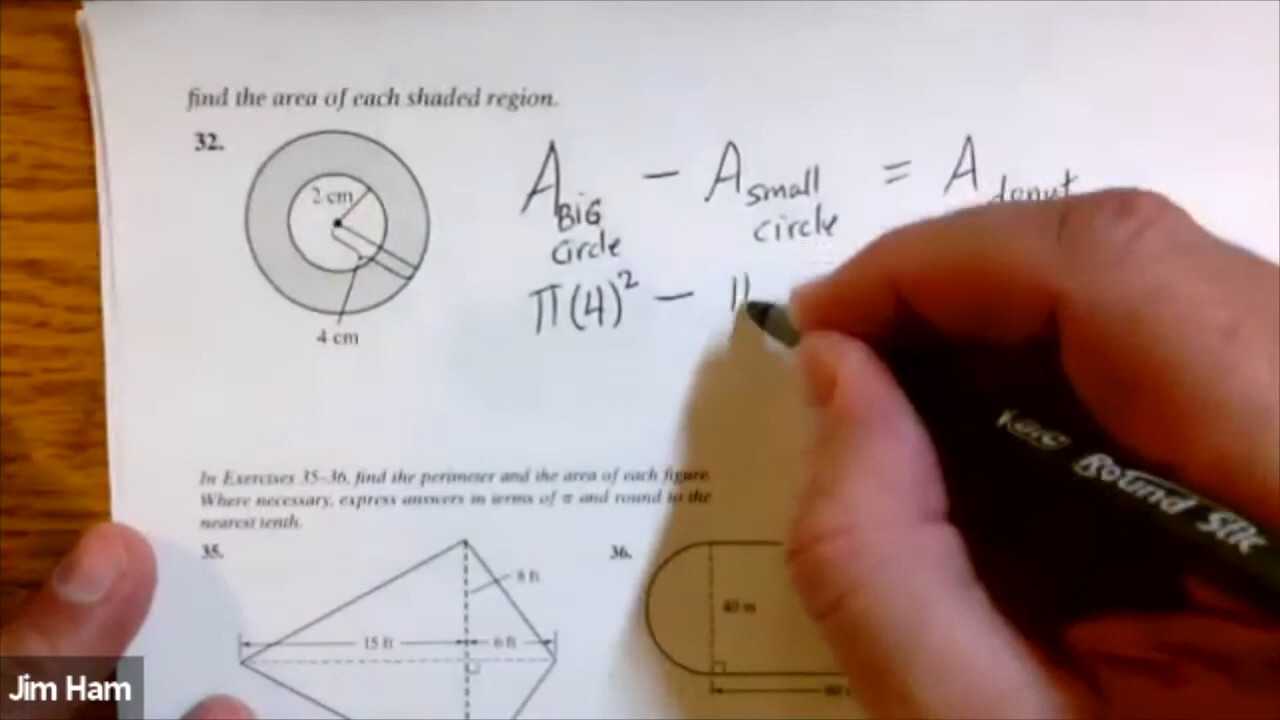 find the area of each shaded region.
32.
2 cm
4 cm
A BIG circle − A small circle = A donut
π(4)² −
In Exercises 35–36, find the perimeter and the area of each figure.
Where necessary, express answers in terms of π and round to the
nearest tenth.
35.
8 ft
15 ft
6 ft
36.
40 m
Round Stic
Jim Ham